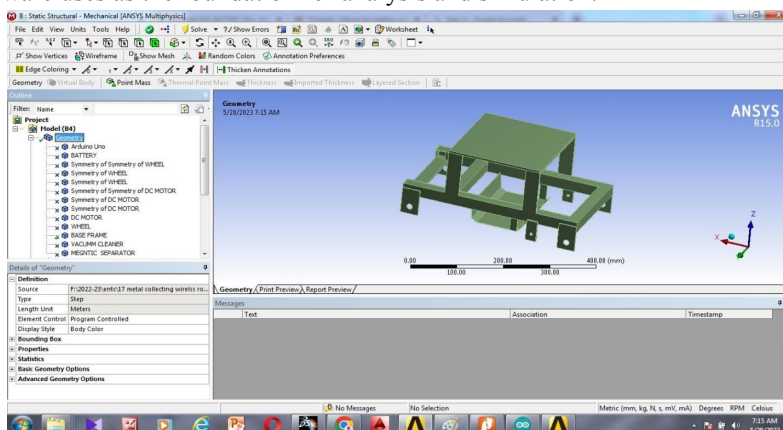 B : Static Structural - Mechanical [ANSYS Multiphysics]
File Edit View Units Tools Help Solve ?/ Show Errors Worksheet
Show Vertices Wireframe Show Mesh Random Colors Annotation Preferences
Edge Coloring Thicken Annotations
Geometry Virtual Body Point Mass Thermal Point Mass Thickness Imported Thickness Layered Section
Outline
Filter: Name
Project
Model (B4)
Geometry
Arduino Uno
BATTERY
Symmetry of Symmetry of WHEEL
Symmetry of WHEEL
Symmetry of WHEEL
Symmetry of Symmetry of DC MOTOR
Symmetry of DC MOTOR
Symmetry of DC MOTOR
DC MOTOR
WHEEL
BASE FRAME
VACUMM CLEANER
MEGNTIC SEPARATOR
Details of "Geometry"
Definition
Source F:\2022-23\entc\17 metal collecting wirelss ro...
Type Step
Length Unit Meters
Element Control Program Controlled
Display Style Body Color
Bounding Box
Properties
Statistics
Basic Geometry Options
Advanced Geometry Options
Geometry
5/28/2023 7:15 AM
ANSYS
R15.0
Z
X
0.00 200.00 400.00 (mm)
100.00 300.00
Geometry Print Preview Report Preview
Messages
Text Association Timestamp
No Messages No Selection Metric (mm, kg, N, s, mV, mA) Degrees RPM Celsius
7:15 AM